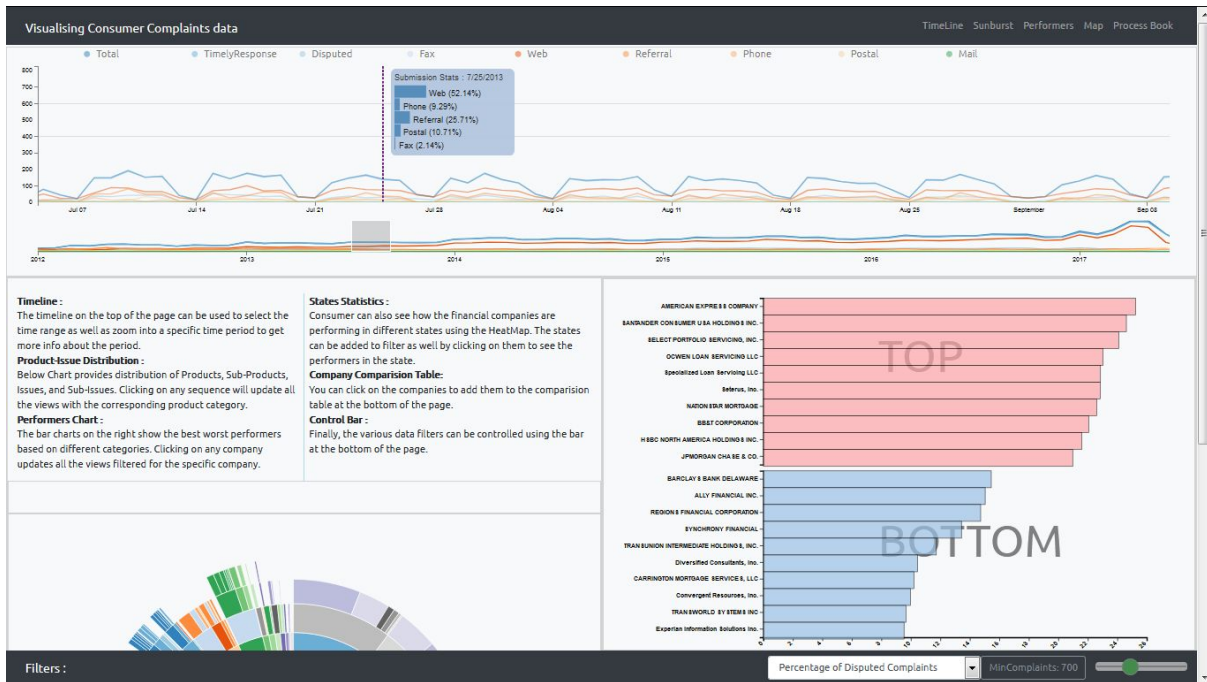 Visualising Consumer Complaints data
TimeLine Sunburst Performers Map Process Book
Total TimelyResponse Disputed Fax Web Referral Phone Postal Mail
800
700
600
500
400
300
200
100
0
Submission Stats : 7/25/2013
Web (52.14%)
Phone (9.29%)
Referral (25.71%)
Postal (10.71%)
Fax (2.14%)
Jul 07 Jul 14 Jul 21 Jul 28 Aug 04 Aug 11 Aug 18 Aug 25 September Sep 08
2012 2013 2014 2015 2016 2017
Timeline :
The timeline on the top of the page can be used to select the
time range as well as zoom into a specific time period to get
more info about the period.
Product-Issue Distribution :
Below Chart provides distribution of Products, Sub-Products,
Issues, and Sub-Issues. Clicking on any sequence will update all
the views with the corresponding product category.
Performers Chart :
The bar charts on the right show the best worst performers
based on different categories. Clicking on any company
updates all the views filtered for the specific company.
States Statistics :
Consumer can also see how the financial companies are
performing in different states using the HeatMap. The states
can be added to filter as well by clicking on them to see the
performers in the state.
Company Comparision Table:
You can click on the companies to add them to the comparision
table at the bottom of the page.
Control Bar :
Finally, the various data filters can be controlled using the bar
at the bottom of the page.
AMERICAN EXPRESS COMPANY
SANTANDER CONSUMER USA HOLDINGS INC.
SELECT PORTFOLIO SERVICING, INC.
OCWEN LOAN SERVICING LLC
Specialized Loan Servicing LLC
Seterus, Inc.
NATIONSTAR MORTGAGE
BB&T CORPORATION
HSBC NORTH AMERICA HOLDINGS INC.
JPMORGAN CHASE & CO.
TOP
BARCLAYS BANK DELAWARE
ALLY FINANCIAL INC.
REGIONS FINANCIAL CORPORATION
SYNCHRONY FINANCIAL
TRANSUNION INTERMEDIATE HOLDINGS, INC.
Diversified Consultants, Inc.
CARRINGTON MORTGAGE SERVICES, LLC
Convergent Resources, Inc.
TRANSWORLD SYSTEMS INC
Experian Information Solutions Inc.
BOTTOM
0 2 4 6 8 10 12 14 16 18 20 22 24 26
Filters :
Percentage of Disputed Complaints
MinComplaints: 700